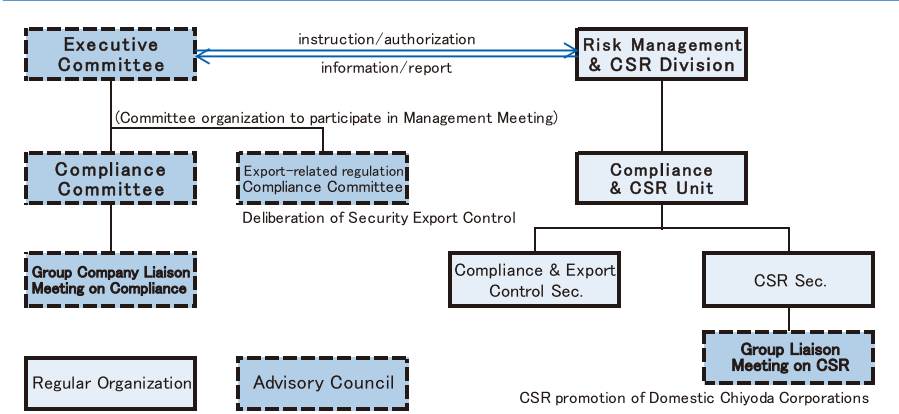 Executive
Committee
instruction/authorization
information/report
Risk Management
& CSR Division
(Committee organization to participate in Management Meeting)
Compliance
Committee
Export-related regulation
Compliance Committee
Compliance
& CSR Unit
Deliberation of Security Export Control
Group Company Liaison
Meeting on Compliance
Compliance & Export
Control Sec.
CSR Sec.
Group Liaison
Meeting on CSR
Regular Organization
Advisory Council
CSR promotion of Domestic Chiyoda Corporations